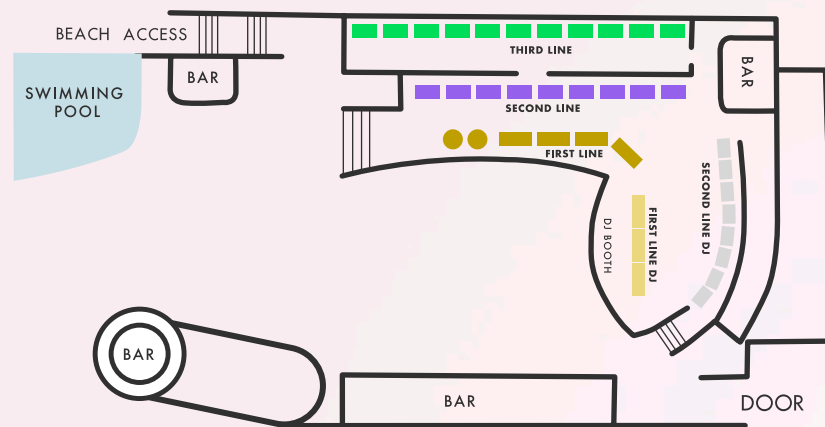 BEACH ACCESS
THIRD LINE
BAR
BAR
SWIMMING
POOL
SECOND LINE
FIRST LINE
SECOND LINE DJ
FIRST LINE DJ
DJ BOOTH
BAR
BAR
DOOR